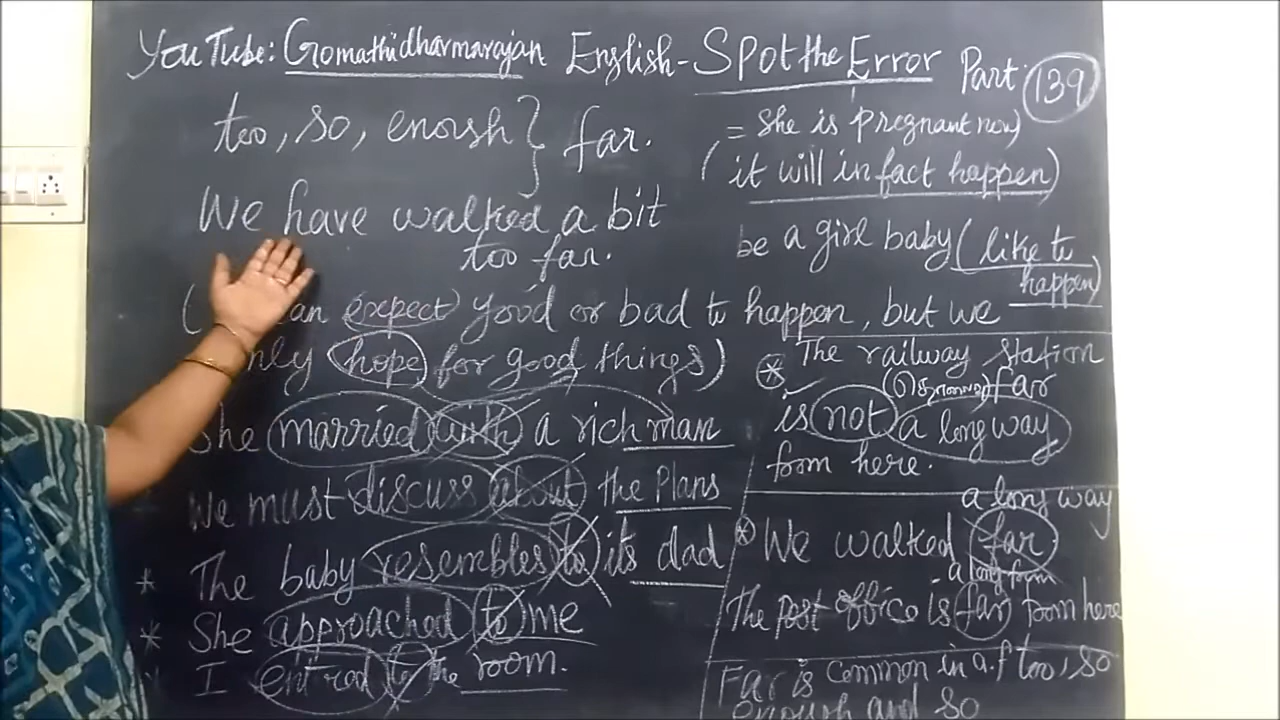 YouTube: Gomathidharmarajan English - Spot the Error Part: 139
too, so, enough } far.
We have walked a bit
too far.
an expect) good or bad to happen, but we
nly hope for good things)
She married with a rich man
We must discuss about the Plans
* The baby resembles to its dad
* She approached to me
I entred to the room.
= She is pregnant now)
(it will in fact happen)
be a girl baby (like to
happen)
* The railway station
far
is not a long way
from here.
a long way
* We walked far
The post office is far from here
Far is common in a.f too, so
enough and so